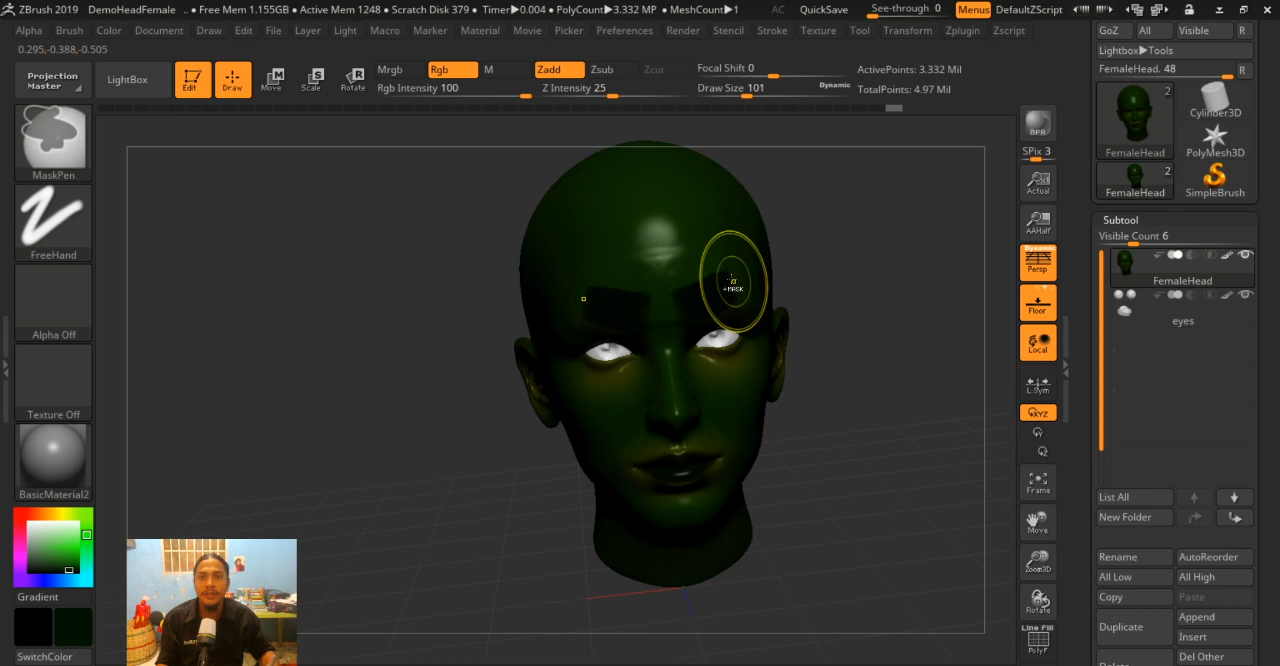 ZBrush 2019 DemoHeadFemale .. ● Free Mem 1.155GB ● Active Mem 1248 ● Scratch Disk 379 ● Timer▶0.004 ● PolyCount▶3.332 MP ● MeshCount▶1 AC QuickSave See-through 0 Menus DefaultZScript
Alpha Brush Color Document Draw Edit File Layer Light Macro Marker Material Movie Picker Preferences Render Stencil Stroke Texture Tool Transform Zplugin Zscript
0.295,-0.388,-0.505
Projection Master
LightBox
Edit
Draw
Move
Scale
Rotate
Mrgb Rgb M
Rgb Intensity 100
Zadd Zsub Zcut
Z Intensity 25
Focal Shift 0
Draw Size 101 Dynamic
ActivePoints: 3.332 Mil
TotalPoints: 4.97 Mil
MaskPen
FreeHand
Alpha Off
Texture Off
BasicMaterial2
Gradient
SwitchColor
+MASK
BPR
SPix 3
Actual
AAHalf
Dynamic
Persp
Floor
Local
L.Sym
XYZ
Y
Z
Frame
Move
Zoom3D
Rotate
Line Fill
PolyF
GoZ All Visible R
Lightbox▶Tools
FemaleHead. 48 R
2
FemaleHead
Cylinder3D
PolyMesh3D
2
FemaleHead
SimpleBrush
Subtool
Visible Count 6
FemaleHead
eyes
List All
New Folder
Rename AutoReorder
All Low All High
Copy Paste
Duplicate Append
Insert
Delete Del Other